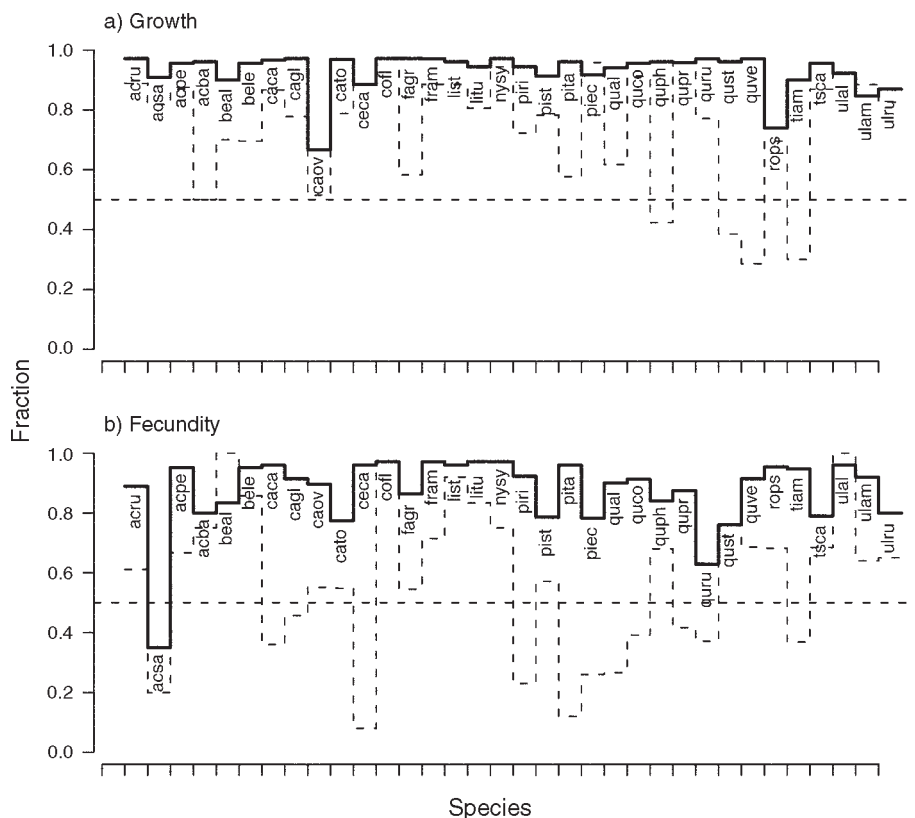 a) Growth
1.0
0.8
0.6
0.4
0.2
0.0
acru
acsa
acpe
acba
beal
bele
caca
cagl
caov
cato
ceca
cofl
fagr
fram
list
litu
nysy
piri
pist
pita
piec
qual
quco
quph
qupr
quru
qust
quve
rops
tiam
tsca
ulal
ulam
ulru
Fraction
b) Fecundity
1.0
0.8
0.6
0.4
0.2
0.0
acru
acsa
acpe
acba
beal
bele
caca
cagl
caov
cato
ceca
cofl
fagr
fram
list
litu
nysy
piri
pist
pita
piec
qual
quco
quph
qupr
quru
qust
quve
rops
tiam
tsca
ulal
ulam
ulru
Species